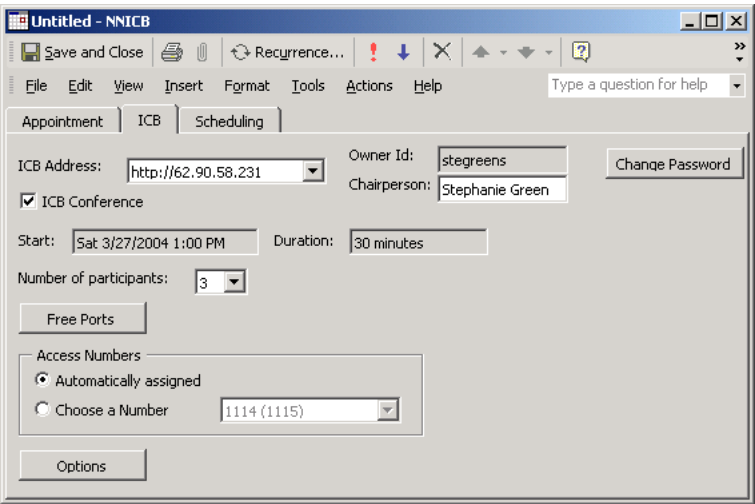 Untitled - NNICB
Save and Close Recurrence...
File Edit View Insert Format Tools Actions Help Type a question for help
Appointment ICB Scheduling
ICB Address: http://62.90.58.231 Owner Id: stegreens Change Password
Chairperson: Stephanie Green
ICB Conference
Start: Sat 3/27/2004 1:00 PM Duration: 30 minutes
Number of participants: 3
Free Ports
Access Numbers
Automatically assigned
Choose a Number 1114 (1115)
Options